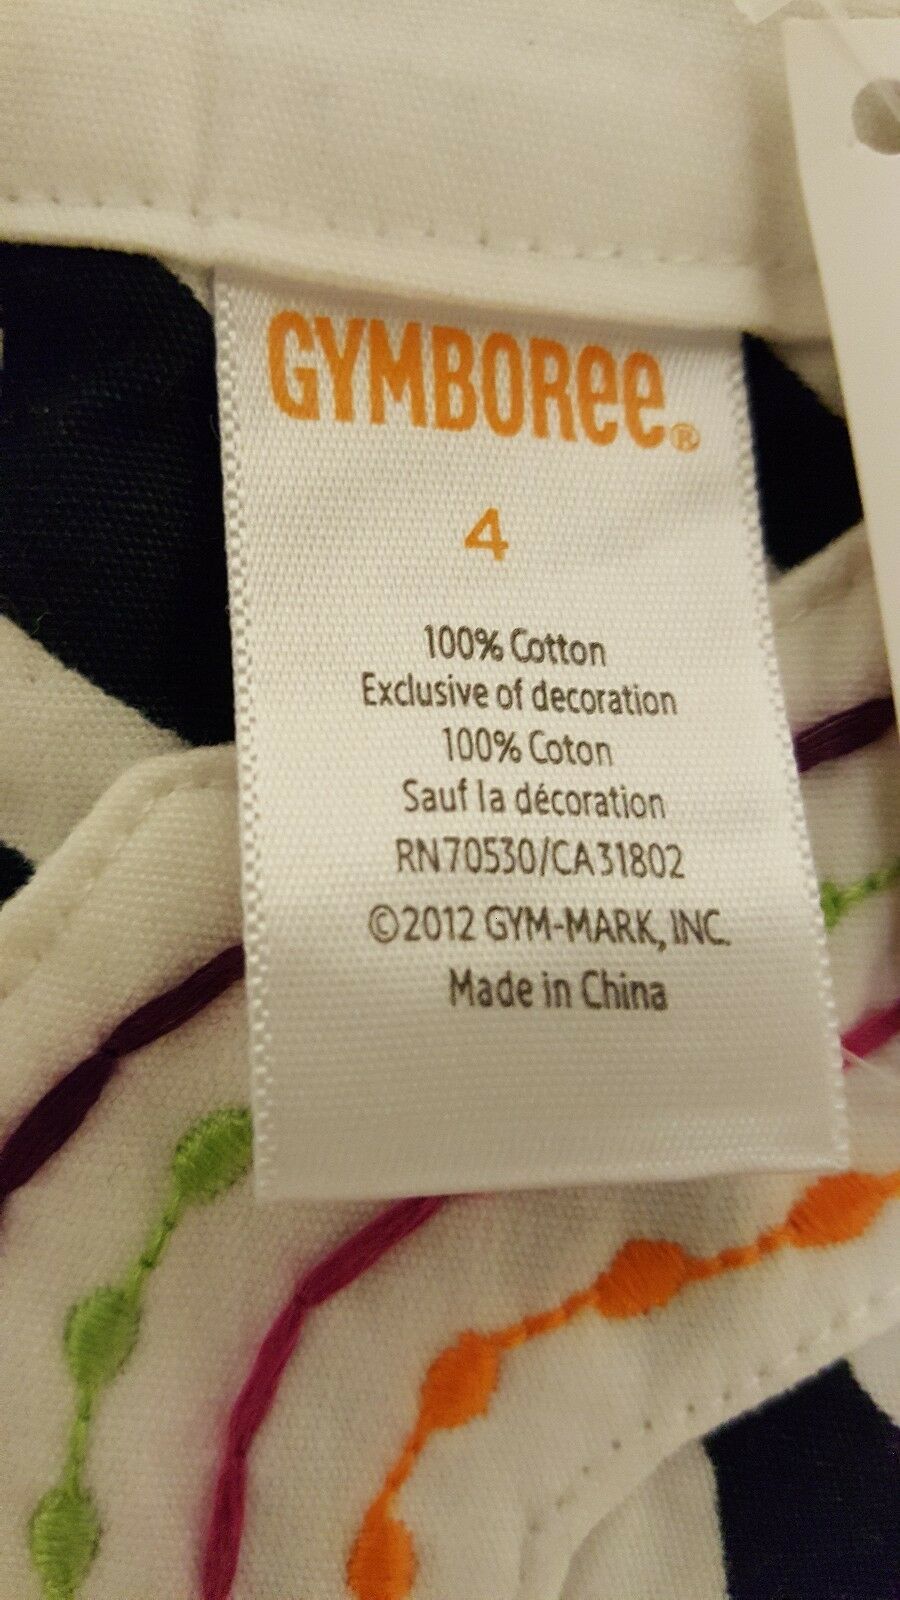 GYMBORee®
4
100% Cotton
Exclusive of decoration
100% Coton
Sauf la décoration
RN70530/CA31802
©2012 GYM-MARK, INC.
Made in China